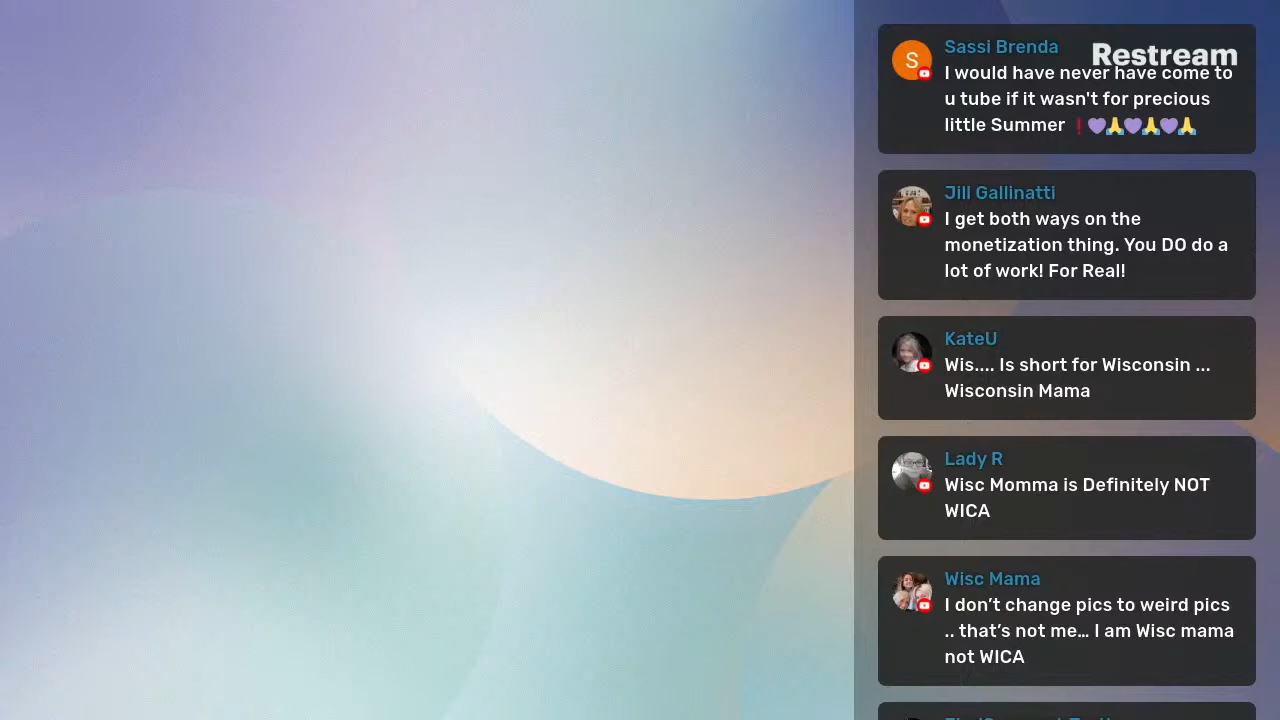 Restream
S
Sassi Brenda
I would have never have come to
u tube if it wasn't for precious
little Summer ❗💜🙏💜🙏💜🙏
Jill Gallinatti
I get both ways on the
monetization thing. You DO do a
lot of work! For Real!
KateU
Wis.... Is short for Wisconsin ...
Wisconsin Mama
Lady R
Wisc Momma is Definitely NOT
WICA
Wisc Mama
I don’t change pics to weird pics
.. that’s not me… I am Wisc mama
not WICA